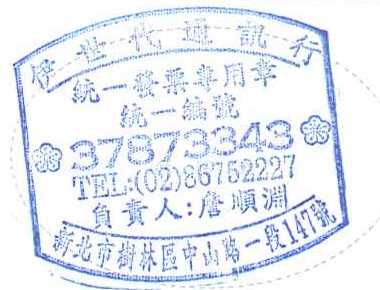 世代通訊行
統一發票專用章
統一編號
37873343
TEL:(02)86752227
負責人:詹順淵
新北市樹林區中山路一段147號